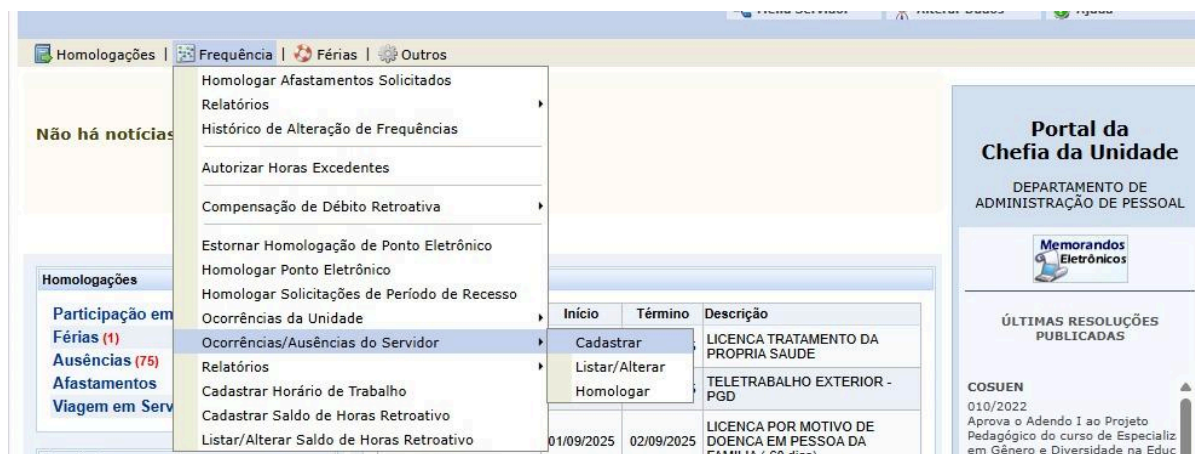 Alterar Dados
Ajuda
Homologações | Frequência | Férias | Outros
Homologar Afastamentos Solicitados
Relatórios
Histórico de Alteração de Frequências
Autorizar Horas Excedentes
Compensação de Débito Retroativa
Estornar Homologação de Ponto Eletrônico
Homologar Ponto Eletrônico
Homologar Solicitações de Período de Recesso
Ocorrências da Unidade
Ocorrências/Ausências do Servidor
Relatórios
Cadastrar Horário de Trabalho
Cadastrar Saldo de Horas Retroativo
Listar/Alterar Saldo de Horas Retroativo
Cadastrar
Listar/Alterar
Homologar
Não há notícias
Homologações
Participação em
Férias (1)
Ausências (75)
Afastamentos
Viagem em Serv
Início Término Descrição
LICENCA TRATAMENTO DA
PROPRIA SAUDE
TELETRABALHO EXTERIOR -
PGD
01/09/2025 02/09/2025 LICENCA POR MOTIVO DE
DOENCA EM PESSOA DA
Portal da
Chefia da Unidade
DEPARTAMENTO DE
ADMINISTRAÇÃO DE PESSOAL
Memorandos
Eletrônicos
ÚLTIMAS RESOLUÇÕES
PUBLICADAS
COSUEN
010/2022
Aprova o Adendo I ao Projeto
Pedagógico do curso de Especializ
em Gênero e Diversidade na Educ